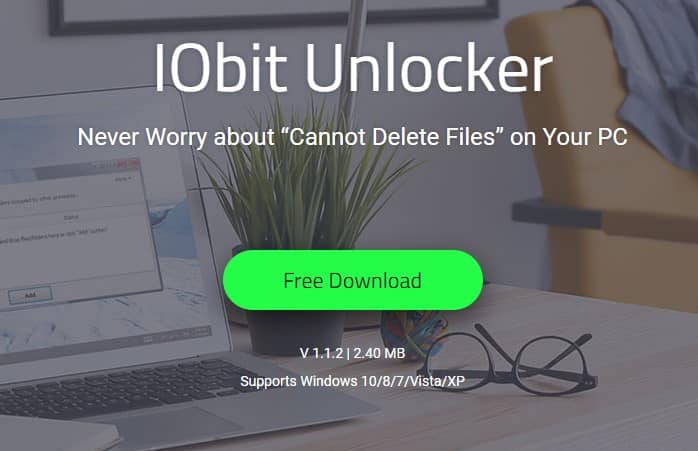 IObit Unlocker
Never Worry about “Cannot Delete Files” on Your PC
Add
Free Download
V 1.1.2 | 2.40 MB
Supports Windows 10/8/7/Vista/XP